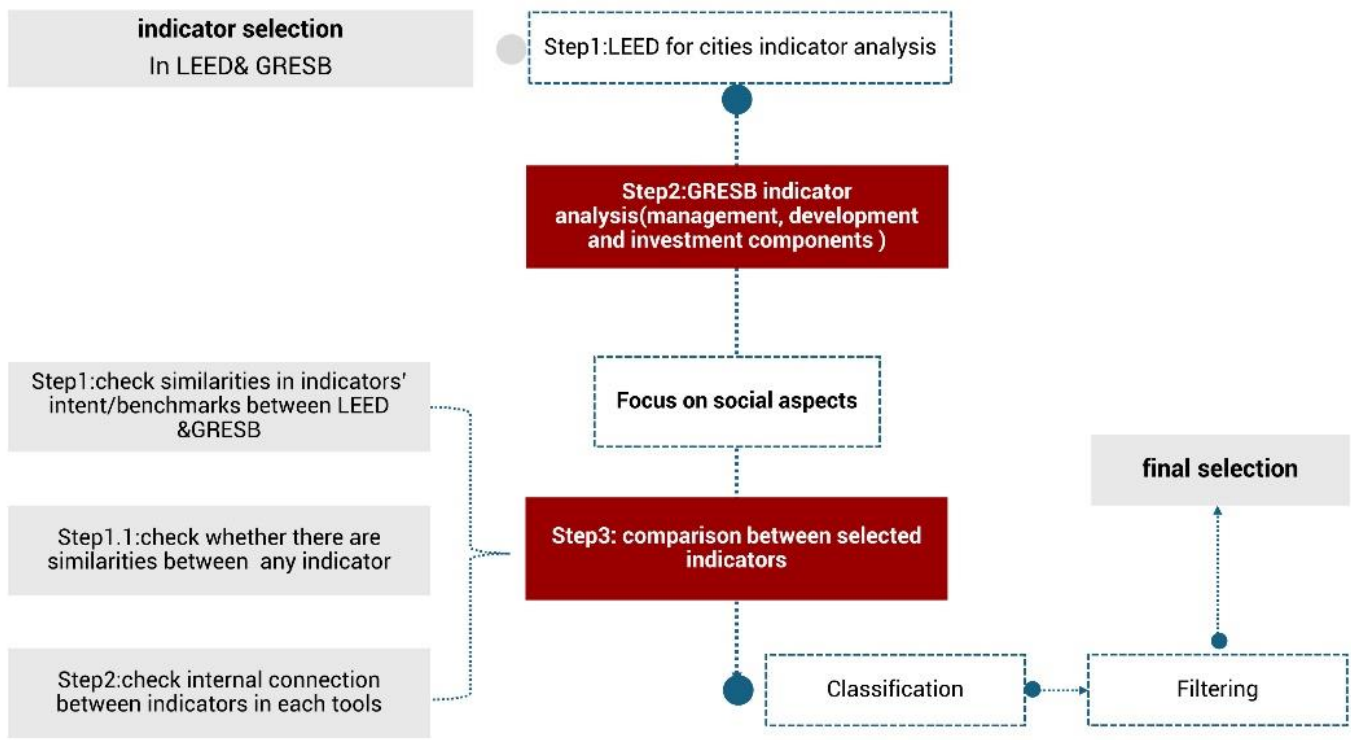 indicator selection
In LEED& GRESB
Step1:LEED for cities indicator analysis
Step2:GRESB indicator
analysis(management, development
and investment components )
Focus on social aspects
Step1:check similarities in indicators'
intent/benchmarks between LEED
&GRESB
Step1.1:check whether there are
similarities between any indicator
Step2:check internal connection
between indicators in each tools
Step3: comparison between selected
indicators
Classification
Filtering
final selection